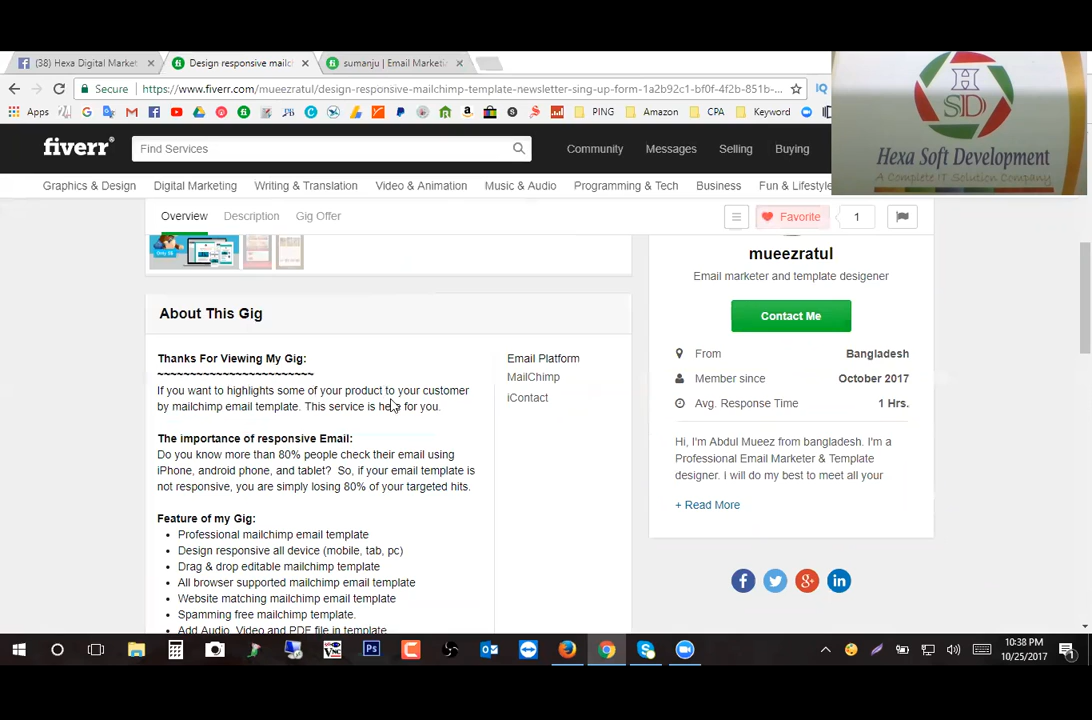 (38) Hexa Digital Market
Design responsive mailc
sumanju | Email Marketin
Secure
https://www.fiverr.com/mueezratul/design-responsive-mailchimp-template-newsletter-sing-up-form-1a2b92c1-bf0f-4f2b-851b-...
Apps
PING
Amazon
CPA
Keyword
HSD
Hexa Soft Development
A Complete IT Solution Company
fiverr
Find Services
Community
Messages
Selling
Buying
Graphics & Design
Digital Marketing
Writing & Translation
Video & Animation
Music & Audio
Programming & Tech
Business
Fun & Lifestyle
Overview
Description
Gig Offer
Favorite
1
mueezratul
Email marketer and template desigener
Contact Me
From Bangladesh
Member since October 2017
Avg. Response Time 1 Hrs.
Hi, I'm Abdul Mueez from bangladesh. I'm a
Professional Email Marketer & Template
designer. i will do my best to meet all your
+ Read More
About This Gig
Thanks For Viewing My Gig:
~~~~~~~~~~~~~~~~~~~~~~~~
If you want to highlights some of your product to your customer
by mailchimp email template. This service is here for you.
The importance of responsive Email:
Do you know more than 80% people check their email using
iPhone, android phone, and tablet? So, if your email template is
not responsive, you are simply losing 80% of your targeted hits.
Feature of my Gig:
• Professional mailchimp email template
• Design responsive all device (mobile, tab, pc)
• Drag & drop editable mailchimp template
• All browser supported mailchimp email template
• Website matching mailchimp email template
• Spamming free mailchimp template.
• Add Audio, Video and PDF file in template
Email Platform
MailChimp
iContact
10:38 PM
10/25/2017